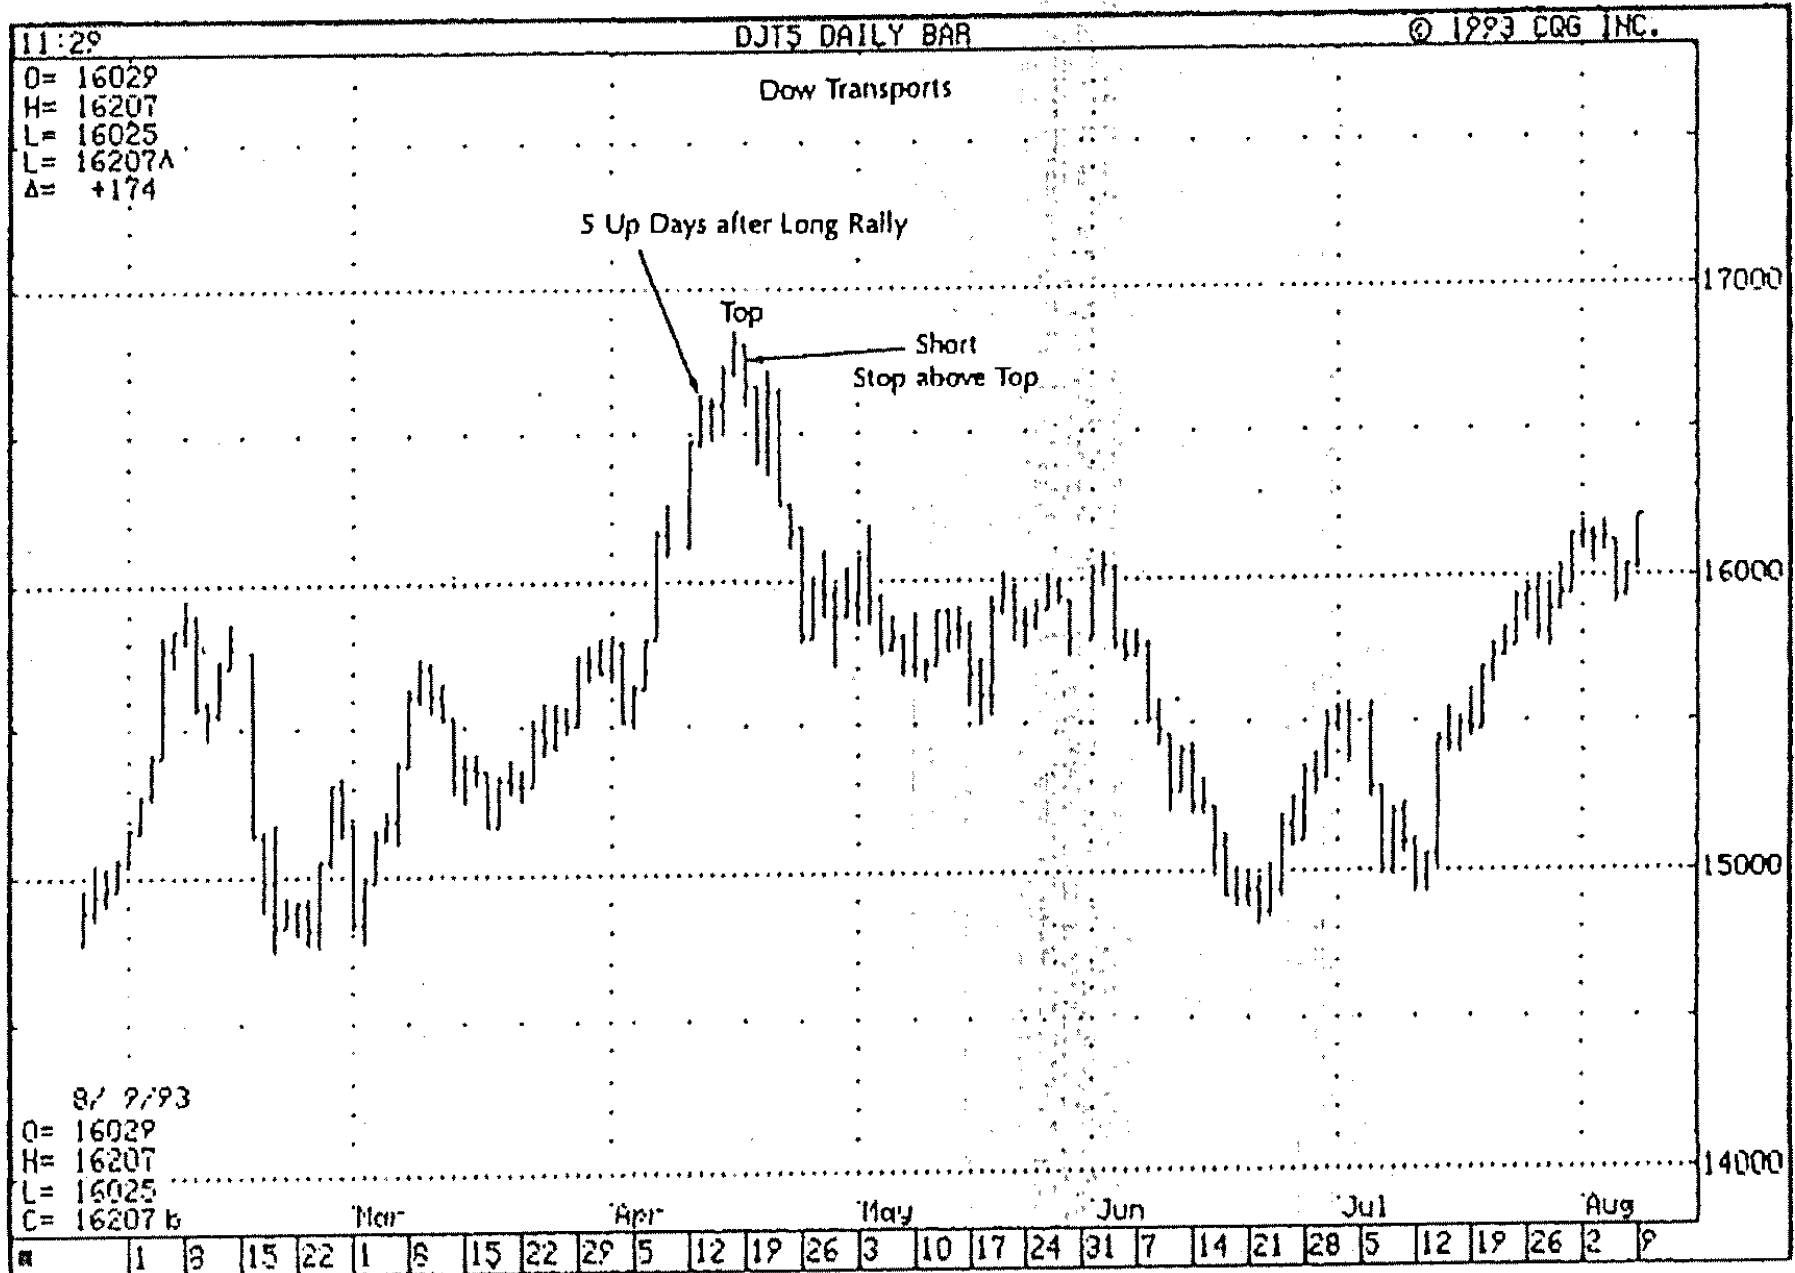 11:29 DJTS DAILY BAR © 1993 CQG INC.
O= 16029
H= 16207
L= 16025
L= 16207A
Δ= +174
Dow Transports
5 Up Days after Long Rally
Top
Short
Stop above Top
17000
16000
15000
14000
8/ 9/93
O= 16029
H= 16207
L= 16025
C= 16207 b
Mar Apr May Jun Jul Aug
1 8 15 22 1 8 15 22 29 5 12 19 26 3 10 17 24 31 7 14 21 28 5 12 19 26 2 9